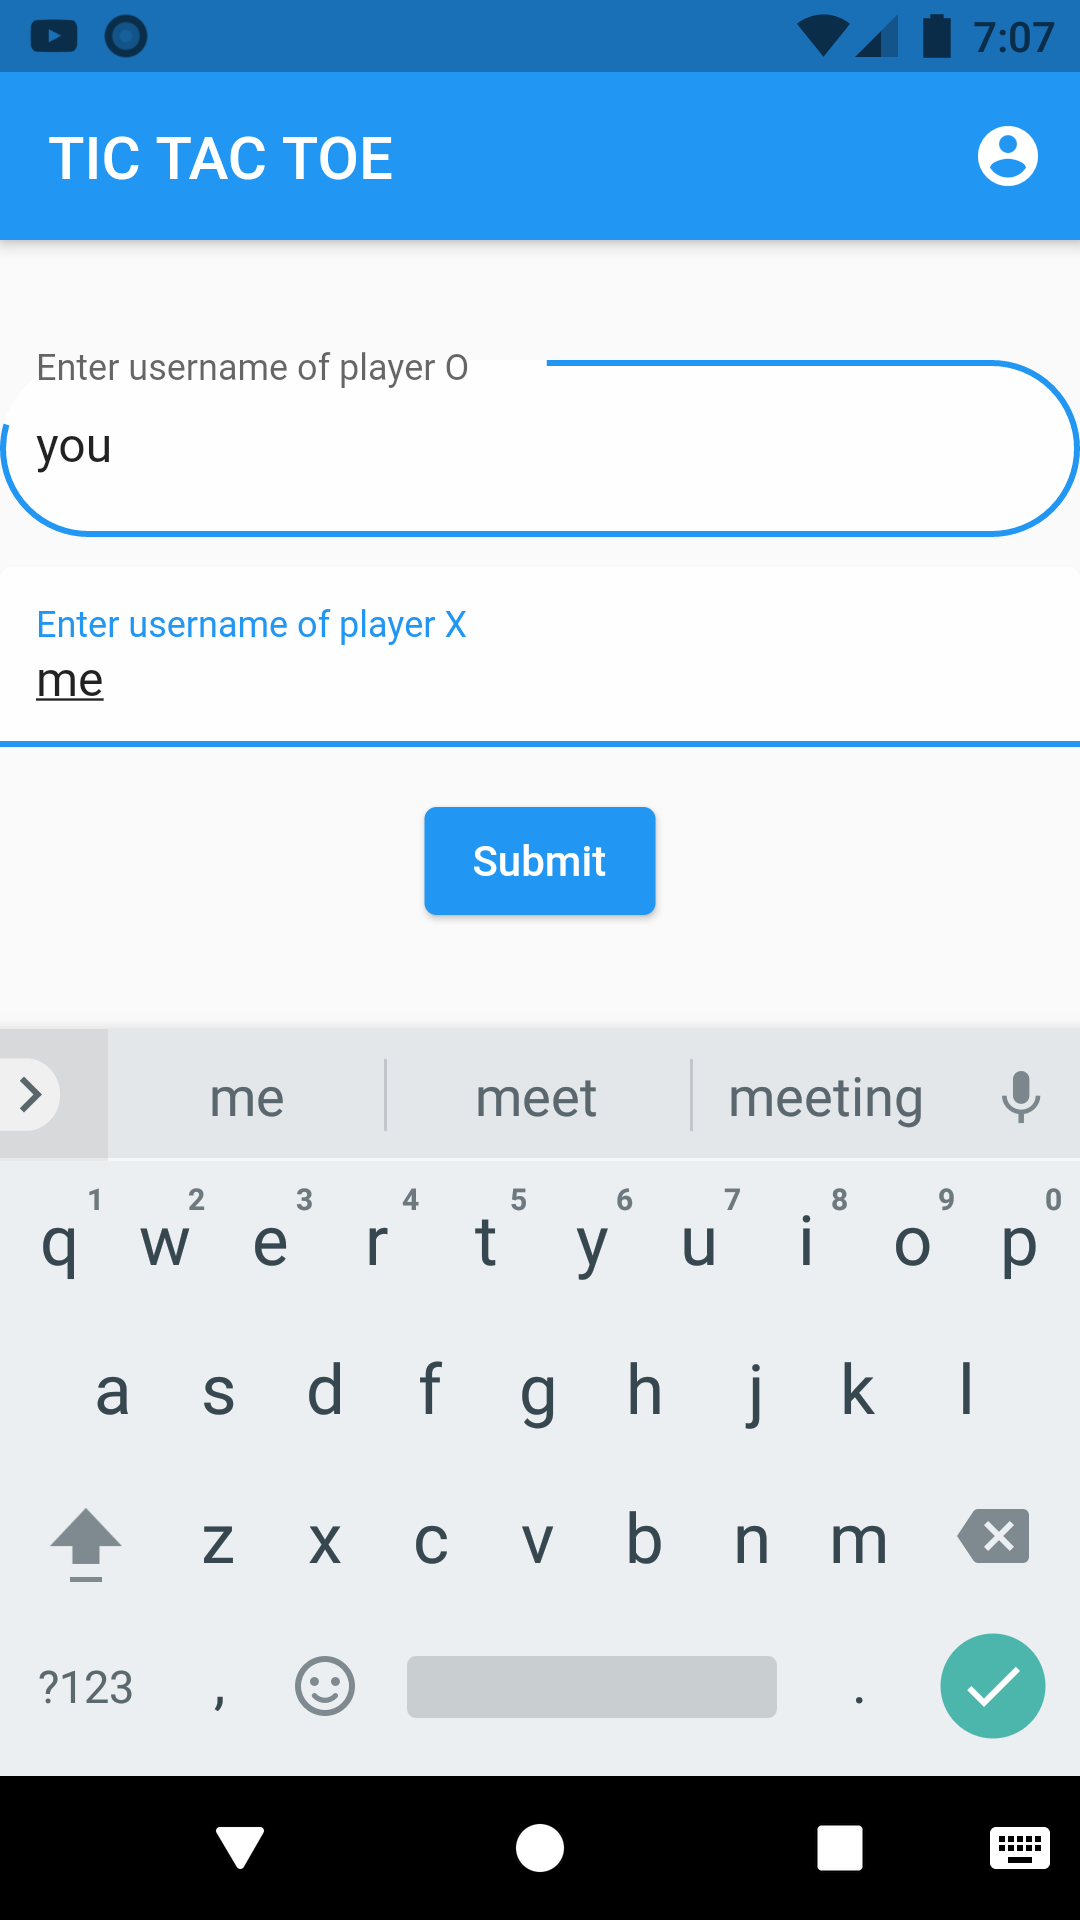 7:07
TIC TAC TOE
Enter username of player O
you
Enter username of player X
me
Submit
me meet meeting
1 2 3 4 5 6 7 8 9 0
q w e r t y u i o p
a s d f g h j k l
z x c v b n m
?123 , .